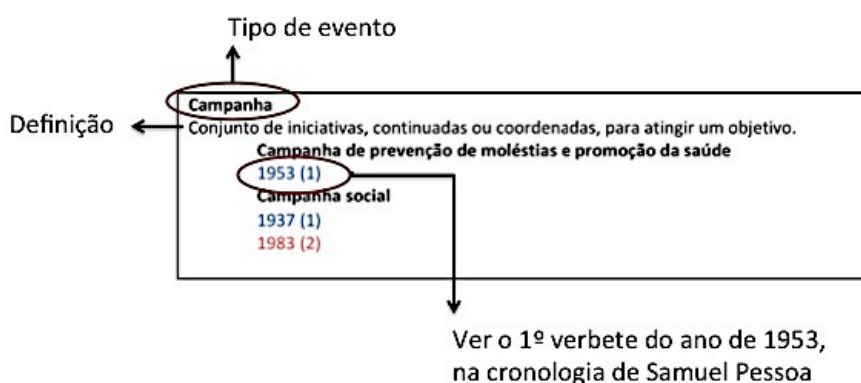 Tipo de evento
Campanha
Definição
Conjunto de iniciativas, continuadas ou coordenadas, para atingir um objetivo.
Campanha de prevenção de moléstias e promoção da saúde
1953 (1)
Campanha social
1937 (1)
1983 (2)
Ver o 1º verbete do ano de 1953,
na cronologia de Samuel Pessoa